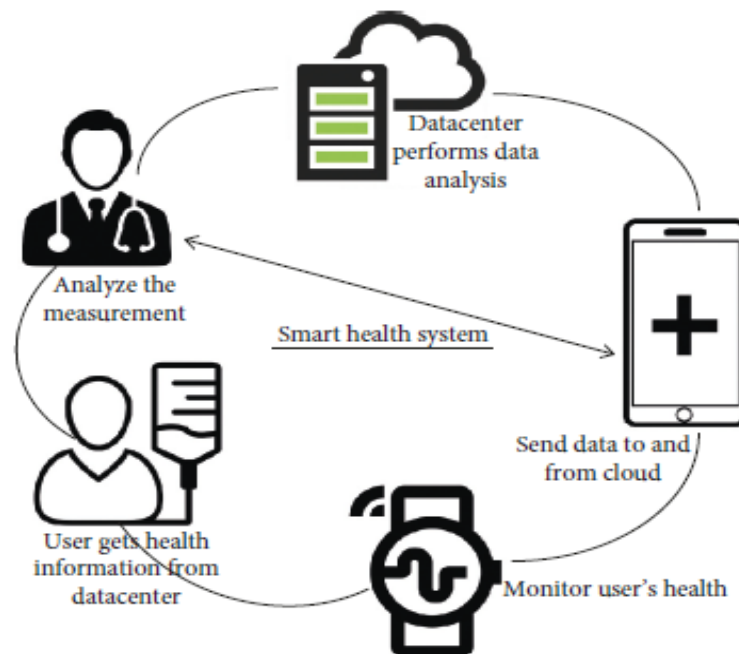 Datacenter
performs data
analysis
Analyze the
measurement
Smart health system
Send data to and
from cloud
User gets health
information from
datacenter
Monitor user's health